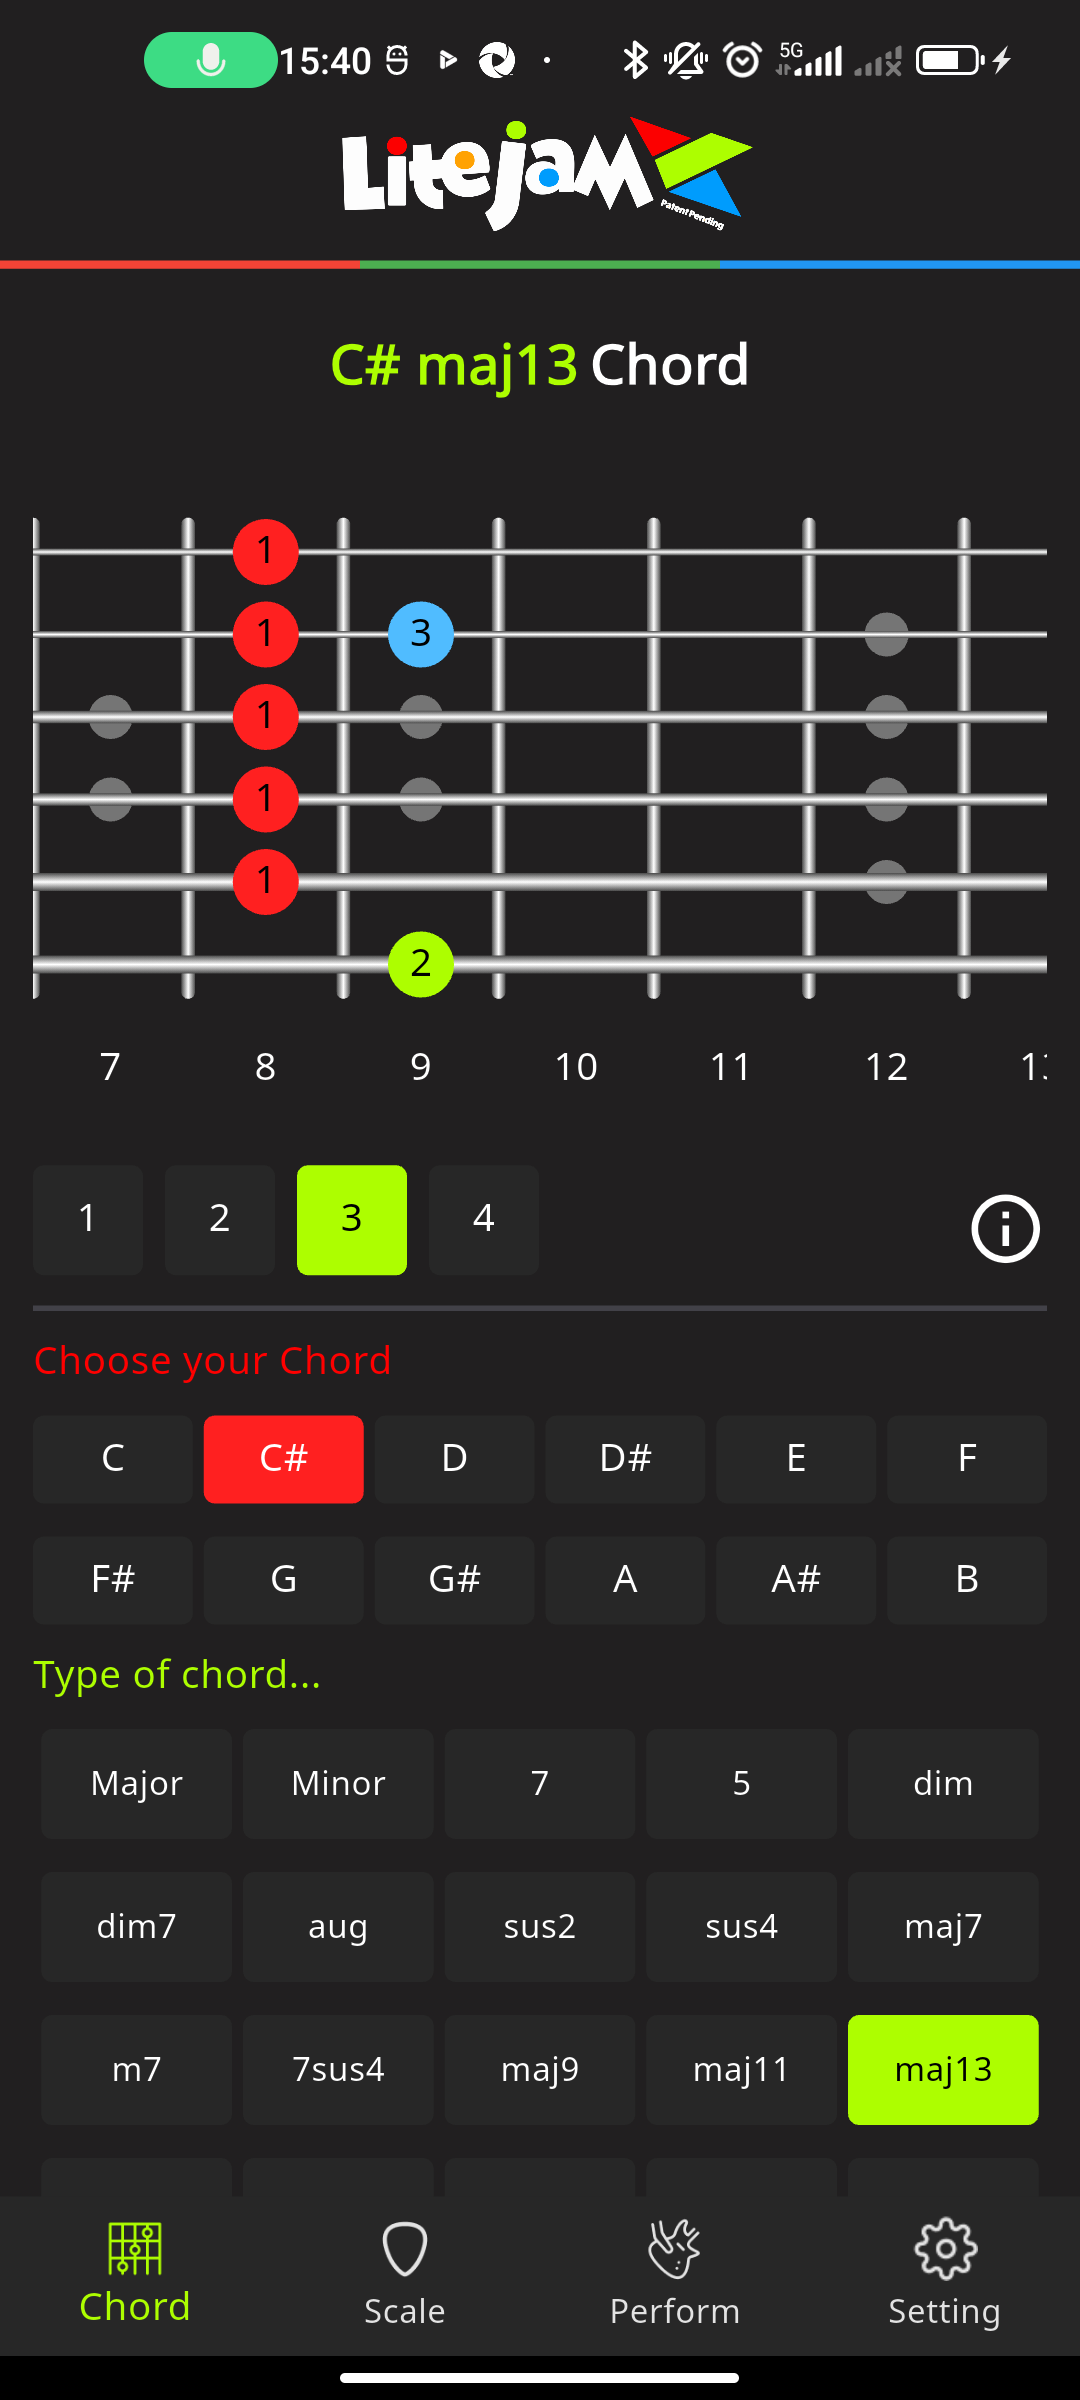 15:40 5G
LiteJam
Patent Pending
C# maj13 Chord
1
1 3
1
1
1
2
7 8 9 10 11 12
1 2 3 4
Choose your Chord
C C# D D# E F
F# G G# A A# B
Type of chord...
Major Minor 7 5 dim
dim7 aug sus2 sus4 maj7
m7 7sus4 maj9 maj11 maj13
Chord Scale Perform Setting